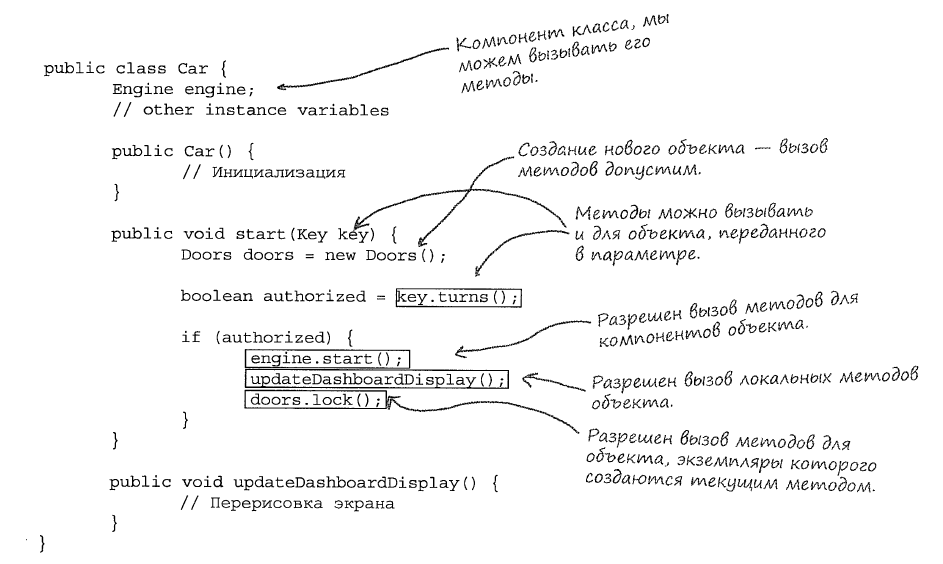 Компонент класса, мы
можем вызывать его
методы.
public class Car {
Engine engine;
// other instance variables
Создание нового объекта — вызов
методов допустим.
public Car() {
// Инициализация
}
Методы можно вызывать
и для объекта, переданного
в параметре.
public void start(Key key) {
Doors doors = new Doors();
boolean authorized = key.turns();
Разрешен вызов методов для
компонентов объекта.
if (authorized) {
engine.start();
updateDashboardDisplay();
doors.lock();
}
}
Разрешен вызов локальных методов
объекта.
Разрешен вызов методов для
объекта, экземпляры которого
создаются текущим методом.
public void updateDashboardDisplay() {
// Перерисовка экрана
}
}